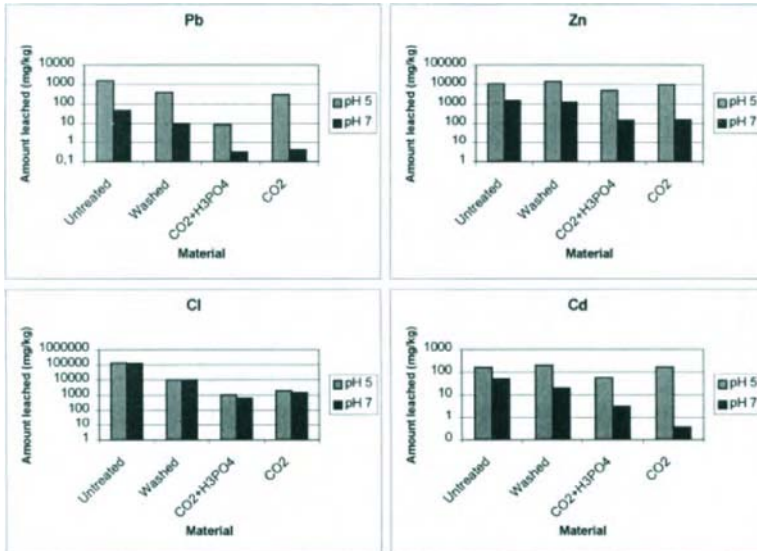 Pb
Amount leached (mg/kg)
10000
1000
100
10
1
0,1
Untreated
Washed
CO2+H3PO4
CO2
Material
pH 5
pH 7
Zn
Amount leached (mg/kg)
100000
10000
1000
100
10
1
Untreated
Washed
CO2+H3PO4
CO2
Material
pH 5
pH 7
Cl
Amount leached (mg/kg)
1000000
100000
10000
1000
100
10
1
Untreated
Washed
CO2+H3PO4
CO2
Material
pH 5
pH 7
Cd
Amount leached (mg/kg)
1000
100
10
1
0
Untreated
Washed
CO2+H3PO4
CO2
Material
pH 5
pH 7